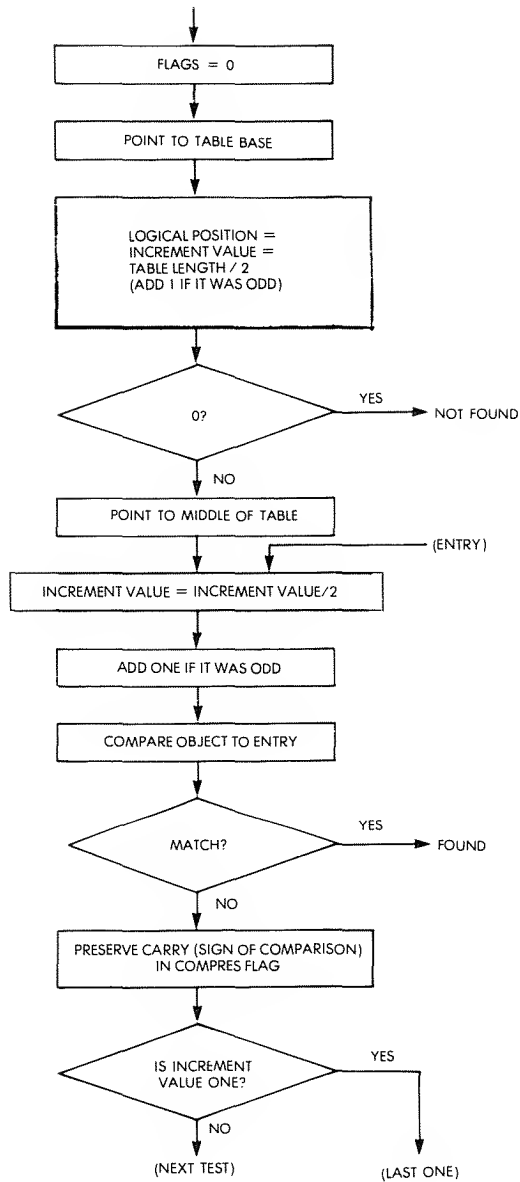 FLAGS = 0
POINT TO TABLE BASE
LOGICAL POSITION =
INCREMENT VALUE =
TABLE LENGTH / 2
(ADD 1 IF IT WAS ODD)
0?
YES
NOT FOUND
NO
POINT TO MIDDLE OF TABLE
(ENTRY)
INCREMENT VALUE = INCREMENT VALUE/2
ADD ONE IF IT WAS ODD
COMPARE OBJECT TO ENTRY
MATCH?
YES
FOUND
NO
PRESERVE CARRY (SIGN OF COMPARISON)
IN COMPRES FLAG
IS INCREMENT
VALUE ONE?
YES
NO
(NEXT TEST)
(LAST ONE)